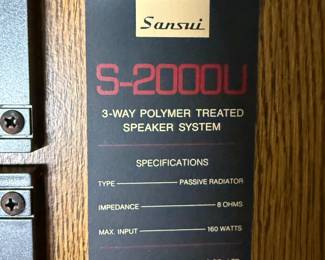 Sansui
S-2000U
3-WAY POLYMER TREATED
SPEAKER SYSTEM
SPECIFICATIONS
TYPE PASSIVE RADIATOR
IMPEDANCE 8 OHMS
MAX. INPUT 160 WATTS